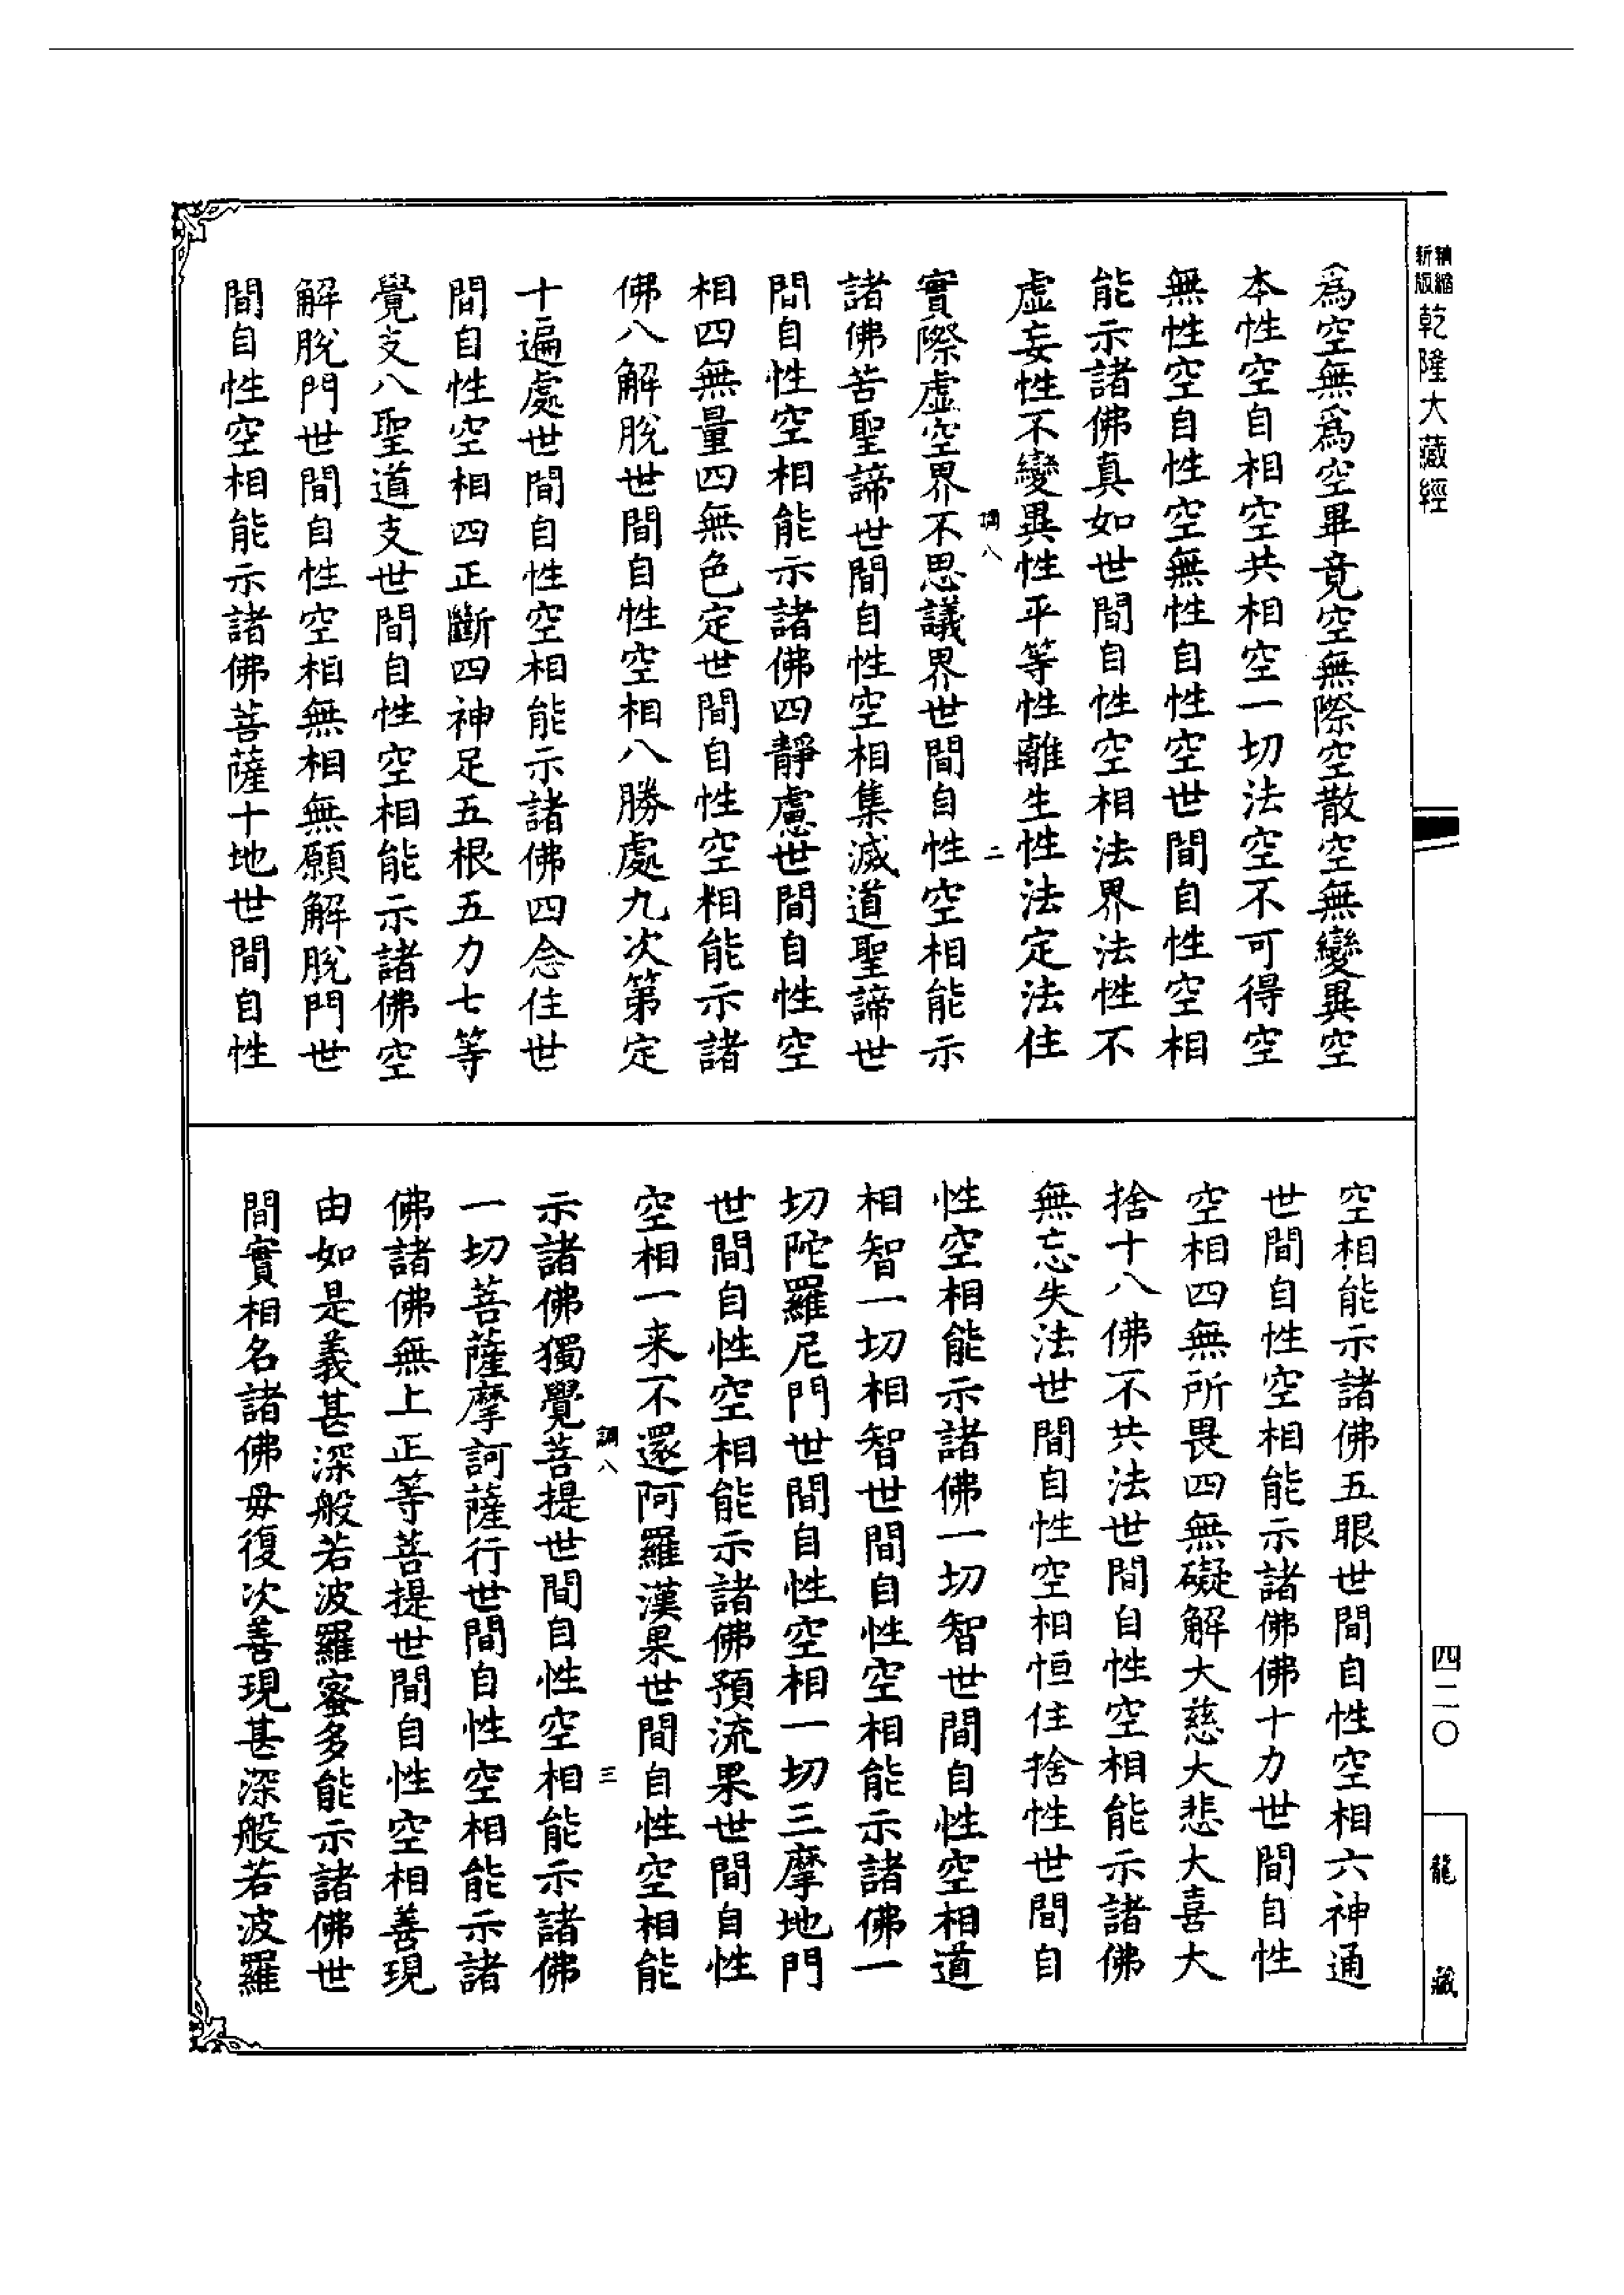 新版精縮
乾隆大藏經
爲空無爲空畢竟空無際空散空無變異空
本性空自相空共相空一切法空不可得空
無性空自性空無性自性空世間自性空相
能示諸佛真如世間自性空相法界法性不
虛妄性不變異性平等性離生性法定法住
調八 二
實際虛空界不思議界世間自性空相能示
諸佛苦聖諦世間自性空相集滅道聖諦世
間自性空相能示諸佛四靜慮世間自性空
相四無量四無色定世間自性空相能示諸
佛八解脫世間自性空相八勝處九次第定
十遍處世間自性空相能示諸佛四念住世
間自性空相四正斷四神足五根五力七等
覺支八聖道支世間自性空相能示諸佛空
解脫門世間自性空相無相無願解脫門世
間自性空相能示諸佛菩薩十地世間自性
空相能示諸佛五眼世間自性空相六神通
世間自性空相能示諸佛佛十力世間自性
空相四無所畏四無礙解大慈大悲大喜大
捨十八佛不共法世間自性空相能示諸佛
無忘失法世間自性空相恒住捨性世間自
性空相能示諸佛一切智世間自性空相道
相智一切相智世間自性空相能示諸佛一
切陀羅尼門世間自性空相一切三摩地門
世間自性空相能示諸佛預流果世間自性
空相一来不還阿羅漢果世間自性空相能
調八 三
示諸佛獨覺菩提世間自性空相能示諸佛
一切菩薩摩訶薩行世間自性空相能示諸
佛諸佛無上正等菩提世間自性空相善現
由如是義甚深般若波羅蜜多能示諸佛世
間實相名諸佛毋復次善現甚深般若波羅
四二〇
龍藏